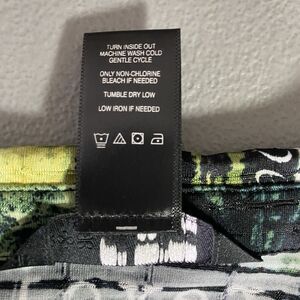 TURN INSIDE OUT
MACHINE WASH COLD
GENTLE CYCLE
ONLY NON-CHLORINE
BLEACH IF NEEDED
TUMBLE DRY LOW
LOW IRON IF NEEDED